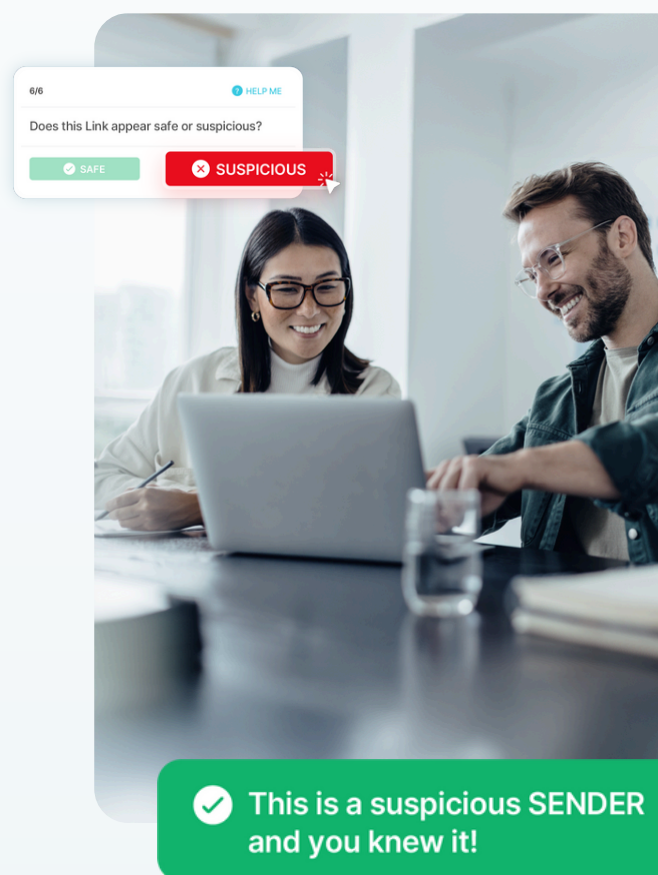 6/6
? HELP ME
Does this Link appear safe or suspicious?
SAFE
SUSPICIOUS
This is a suspicious SENDER
and you knew it!